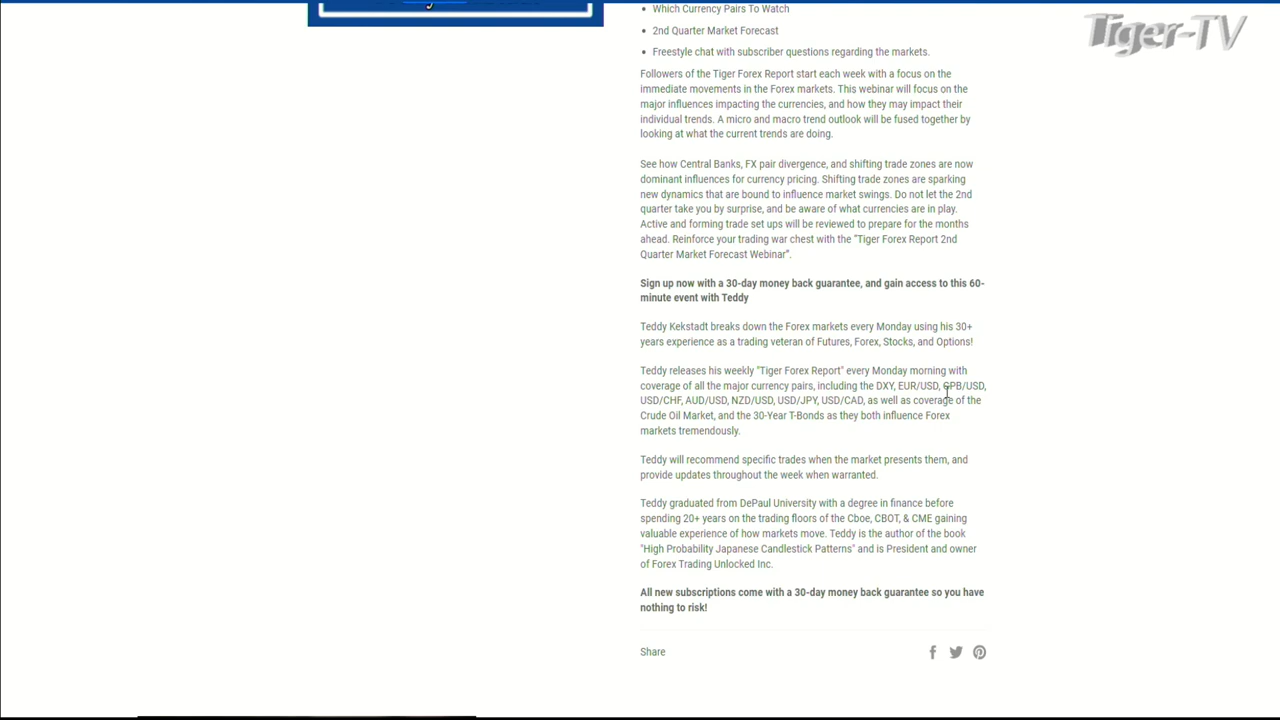 Tiger-TV
• Which Currency Pairs To Watch
• 2nd Quarter Market Forecast
• Freestyle chat with subscriber questions regarding the markets.
Followers of the Tiger Forex Report start each week with a focus on the
immediate movements in the Forex markets. This webinar will focus on the
major influences impacting the currencies, and how they may impact their
individual trends. A micro and macro trend outlook will be fused together by
looking at what the current trends are doing.
See how Central Banks, FX pair divergence, and shifting trade zones are now
dominant influences for currency pricing. Shifting trade zones are sparking
new dynamics that are bound to influence market swings. Do not let the 2nd
quarter take you by surprise, and be aware of what currencies are in play.
Active and forming trade set ups will be reviewed to prepare for the months
ahead. Reinforce your trading war chest with the "Tiger Forex Report 2nd
Quarter Market Forecast Webinar".
Sign up now with a 30-day money back guarantee, and gain access to this 60-
minute event with Teddy
Teddy Kekstadt breaks down the Forex markets every Monday using his 30+
years experience as a trading veteran of Futures, Forex, Stocks, and Options!
Teddy releases his weekly "Tiger Forex Report" every Monday morning with
coverage of all the major currency pairs, including the DXY, EUR/USD, GPB/USD,
USD/CHF, AUD/USD, NZD/USD, USD/JPY, USD/CAD, as well as coverage of the
Crude Oil Market, and the 30-Year T-Bonds as they both influence Forex
markets tremendously.
Teddy will recommend specific trades when the market presents them, and
provide updates throughout the week when warranted.
Teddy graduated from DePaul University with a degree in finance before
spending 20+ years on the trading floors of the Cboe, CBOT, & CME gaining
valuable experience of how markets move. Teddy is the author of the book
"High Probability Japanese Candlestick Patterns" and is President and owner
of Forex Trading Unlocked Inc.
All new subscriptions come with a 30-day money back guarantee so you have
nothing to risk!
Share